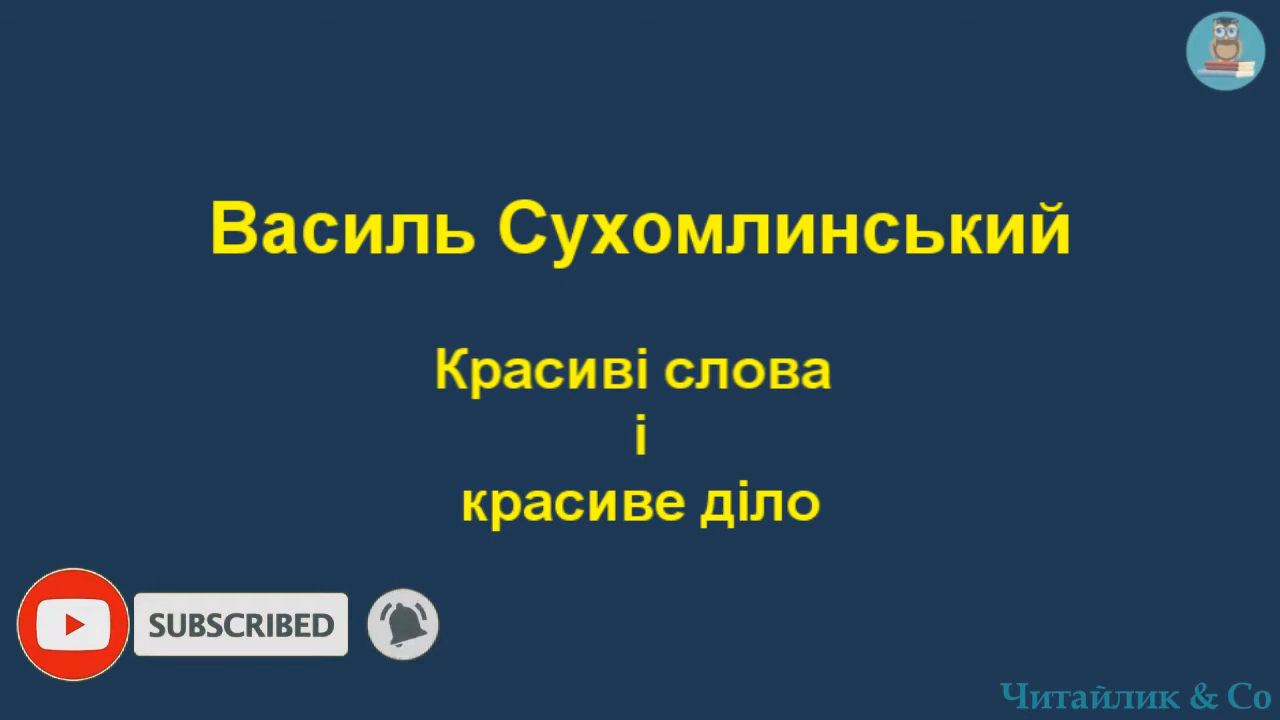 Василь Сухомлинський
Красиві слова
і
красиве діло
SUBSCRIBED
Читайлик & Co